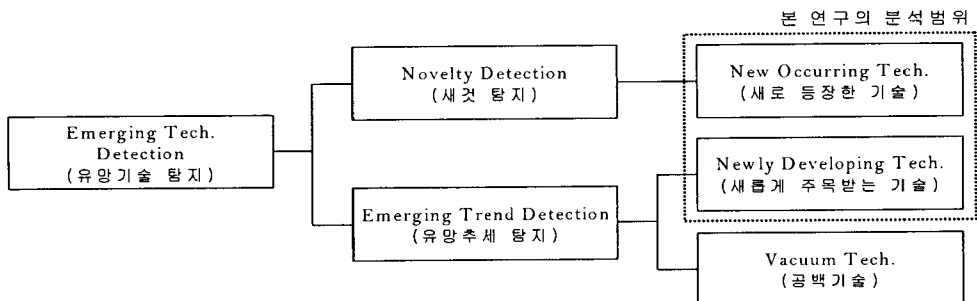 본 연구의 분석범위
Novelty Detection
(새것 탐지)
New Occurring Tech.
(새로 등장한 기술)
Emerging Tech.
Detection
(유망기술 탐지)
Newly Developing Tech.
(새롭게 주목받는 기술)
Emerging Trend Detection
(유망추세 탐지)
Vacuum Tech.
(공백기술)